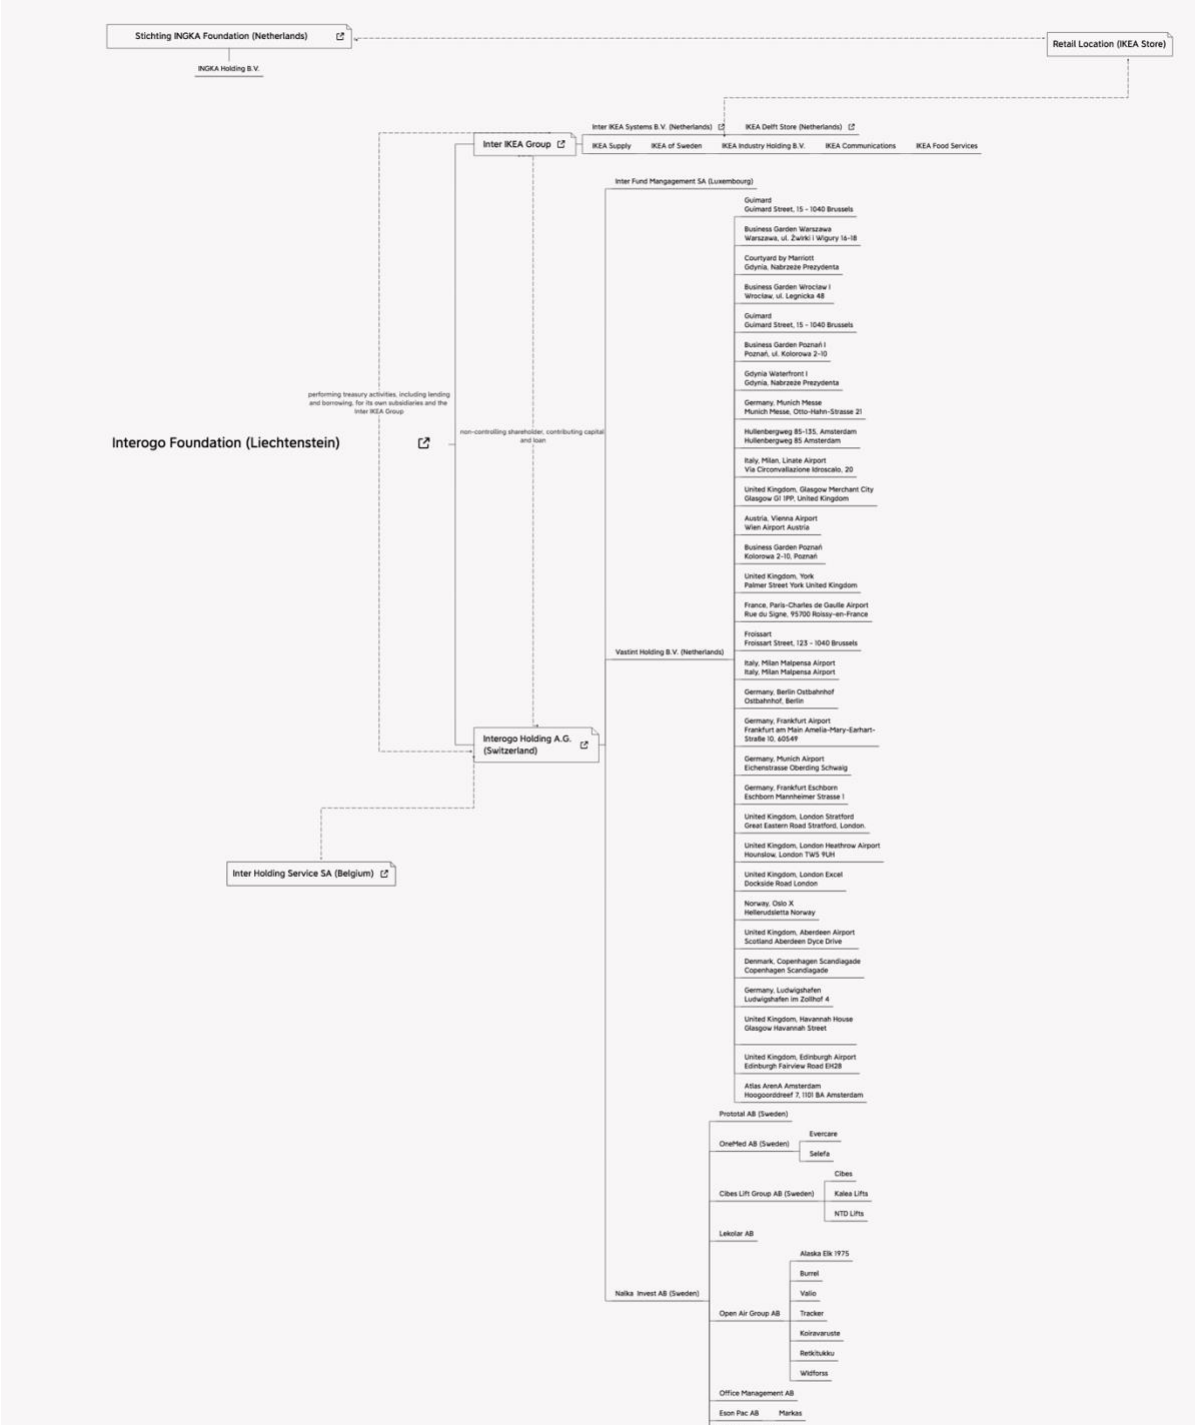 Stichting INGKA Foundation (Netherlands)
Retail Location (IKEA Store)
INGKA Holding B.V.
Inter IKEA Group
Inter IKEA Systems B.V. (Netherlands)
IKEA Delft Store (Netherlands)
IKEA Supply
IKEA of Sweden
IKEA Industry Holding B.V.
IKEA Communications
IKEA Food Services
Inter Fund Mangagement SA (Luxembourg)
Guimard
Guimard Street, 15 - 1040 Brussels
Business Garden Warszawa
Warszawa, ul. Żwirki i Wigury 16-18
Courtyard by Marriott
Gdynia, Nabrzeże Prezydenta
Business Garden Wrocław I
Wrocław, ul. Legnicka 48
Guimard
Guimard Street, 15 - 1040 Brussels
Business Garden Poznań I
Poznań, ul. Kolorowa 2-10
Gdynia Waterfront I
Gdynia, Nabrzeże Prezydenta
Germany, Munich Messe
Munich Messe, Otto-Hahn-Strasse 21
Hullenbergweg 85-135, Amsterdam
Hullenbergweg 85 Amsterdam
Italy, Milan, Linate Airport
Via Circonvallazione Idroscalo, 20
United Kingdom, Glasgow Merchant City
Glasgow G1 1PP, United Kingdom
Austria, Vienna Airport
Wien Airport Austria
Business Garden Poznań
Kolorowa 2-10, Poznań
United Kingdom, York
Palmer Street York United Kingdom
France, Paris-Charles de Gaulle Airport
Rue du Signe, 95700 Roissy-en-France
Froissart
Froissart Street, 123 - 1040 Brussels
Italy, Milan Malpensa Airport
Italy, Milan Malpensa Airport
Germany, Berlin Ostbahnhof
Ostbahnhof, Berlin
Germany, Frankfurt Airport
Frankfurt am Main Amelia-Mary-Earhart-
Straße 10, 60549
Germany, Munich Airport
Eichenstrasse Oberding Schwaig
Germany, Frankfurt Eschborn
Eschborn Mannheimer Strasse 1
United Kingdom, London Stratford
Great Eastern Road Stratford, London.
United Kingdom, London Heathrow Airport
Hounslow, London TW5 9UH
United Kingdom, London Excel
Dockside Road London
Norway, Oslo X
Hellerudsletta Norway
United Kingdom, Aberdeen Airport
Scotland Aberdeen Dyce Drive
Denmark, Copenhagen Scandiagade
Copenhagen Scandiagade
Germany, Ludwigshafen
Ludwigshafen im Zollhof 4
United Kingdom, Havannah House
Glasgow Havannah Street
United Kingdom, Edinburgh Airport
Edinburgh Fairview Road EH28
Atlas ArenA Amsterdam
Hoogoorddreef 7, 1101 BA Amsterdam
performing treasury activities, including lending
and borrowing, for its own subsidiaries and the
Inter IKEA Group
non-controlling shareholder, contributing capital
and loan
Interogo Foundation (Liechtenstein)
Vastint Holding B.V. (Netherlands)
Interogo Holding A.G.
(Switzerland)
Inter Holding Service SA (Belgium)
Nalka Invest AB (Sweden)
Prototal AB (Sweden)
OneMed AB (Sweden)
Evercare
Selefa
Cibes Lift Group AB (Sweden)
Cibes
Kalea Lifts
NTD Lifts
Lekolar AB
Open Air Group AB
Alaska Elk 1975
Burrel
Valio
Tracker
Koiravaruste
Retkitukku
Widforss
Office Management AB
Eson Pac AB
Markas